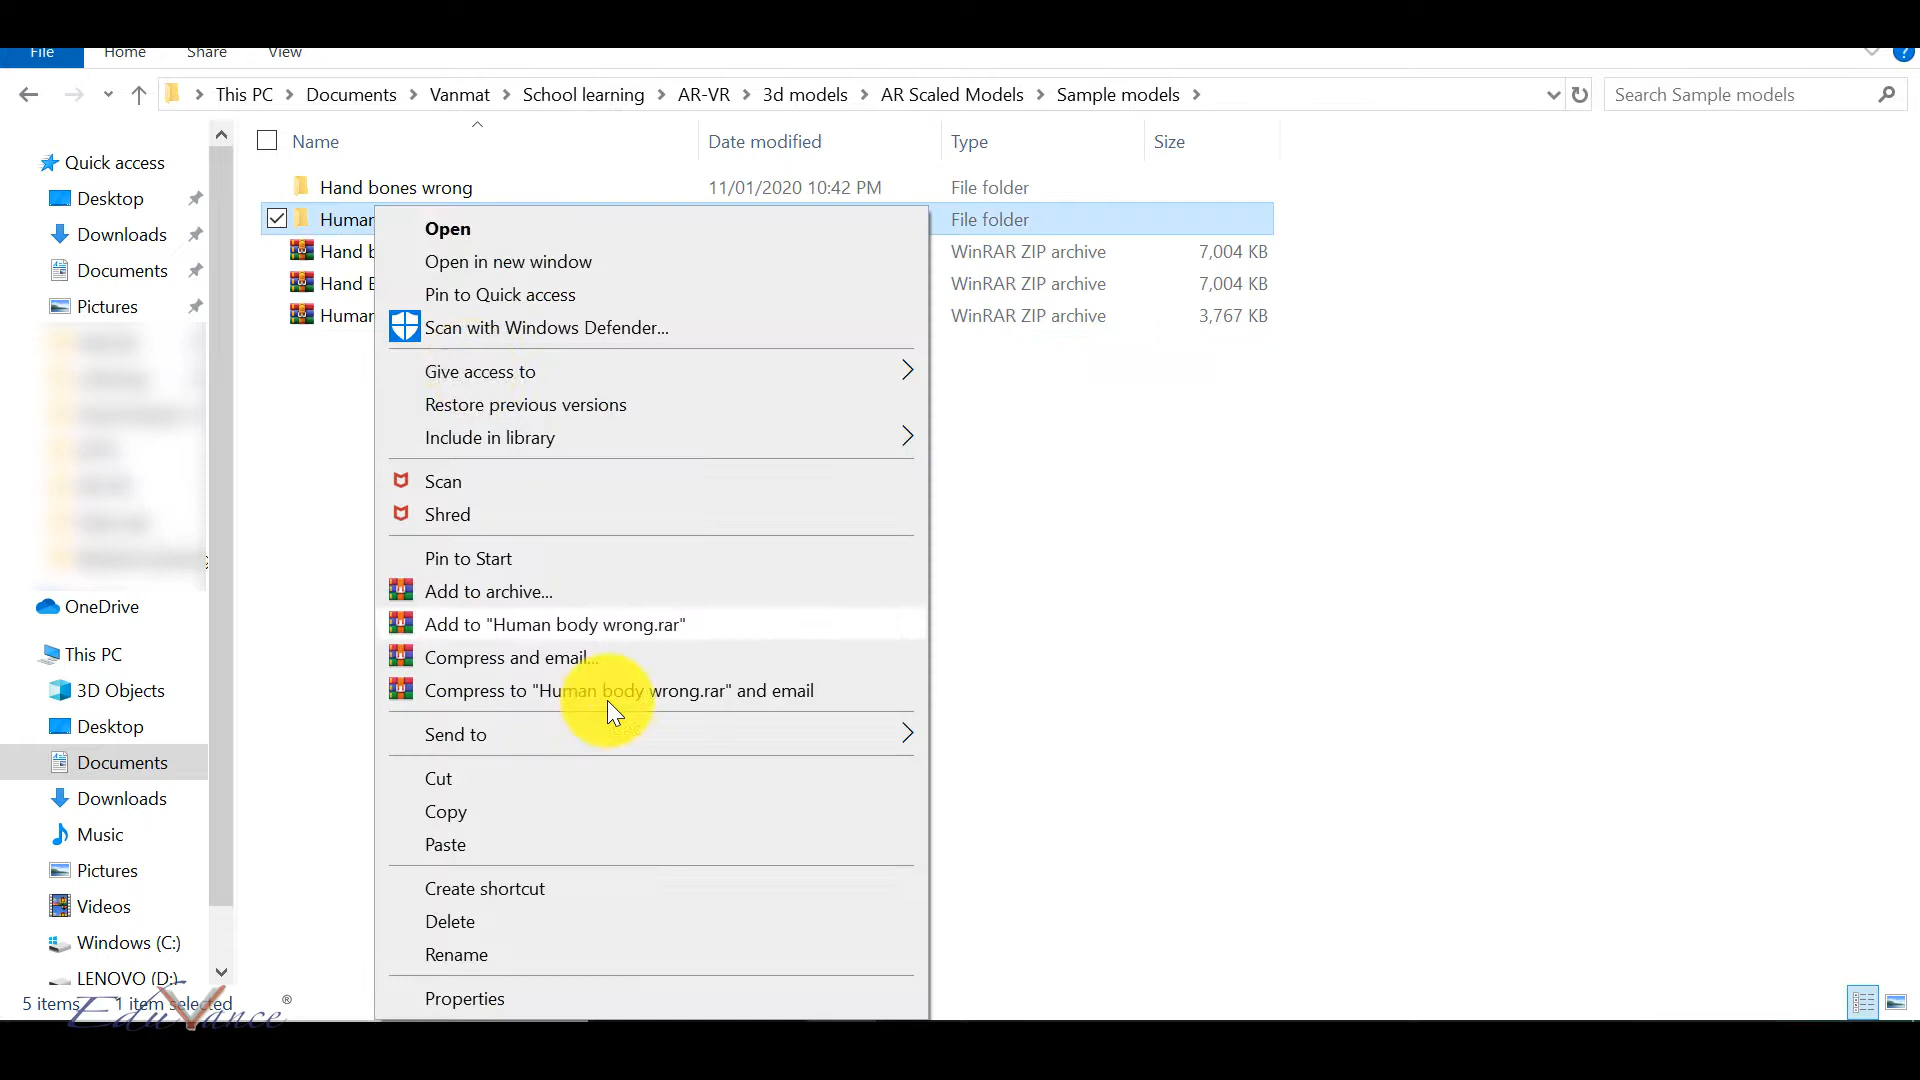 File Home Share View
This PC Documents Vanmat School learning AR-VR 3d models AR Scaled Models Sample models
Search Sample models
Name Date modified Type Size
Quick access
Desktop
Downloads
Documents
Pictures
OneDrive
This PC
3D Objects
Desktop
Documents
Downloads
Music
Pictures
Videos
Windows (C:)
LENOVO (D:)
Hand bones wrong 11/01/2020 10:42 PM File folder
Human File folder
Hand b WinRAR ZIP archive 7,004 KB
Hand B WinRAR ZIP archive 7,004 KB
Human WinRAR ZIP archive 3,767 KB
Open
Open in new window
Pin to Quick access
Scan with Windows Defender...
Give access to
Restore previous versions
Include in library
Scan
Shred
Pin to Start
Add to archive...
Add to "Human body wrong.rar"
Compress and email...
Compress to "Human body wrong.rar" and email
Send to
Cut
Copy
Paste
Create shortcut
Delete
Rename
Properties
5 items 1 item selected
EduVance ®